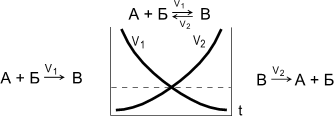 А + Б ⇄ В
V1
V2
V1
V2
А + Б V1→ В
В V2→ А + Б
t